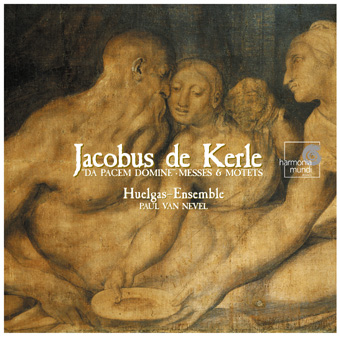 Jacobus de Kerle
"DA PACEM DOMINE" MESSES & MOTETS
harmonia
mundi
Huelgas-Ensemble
PAUL VAN NEVEL